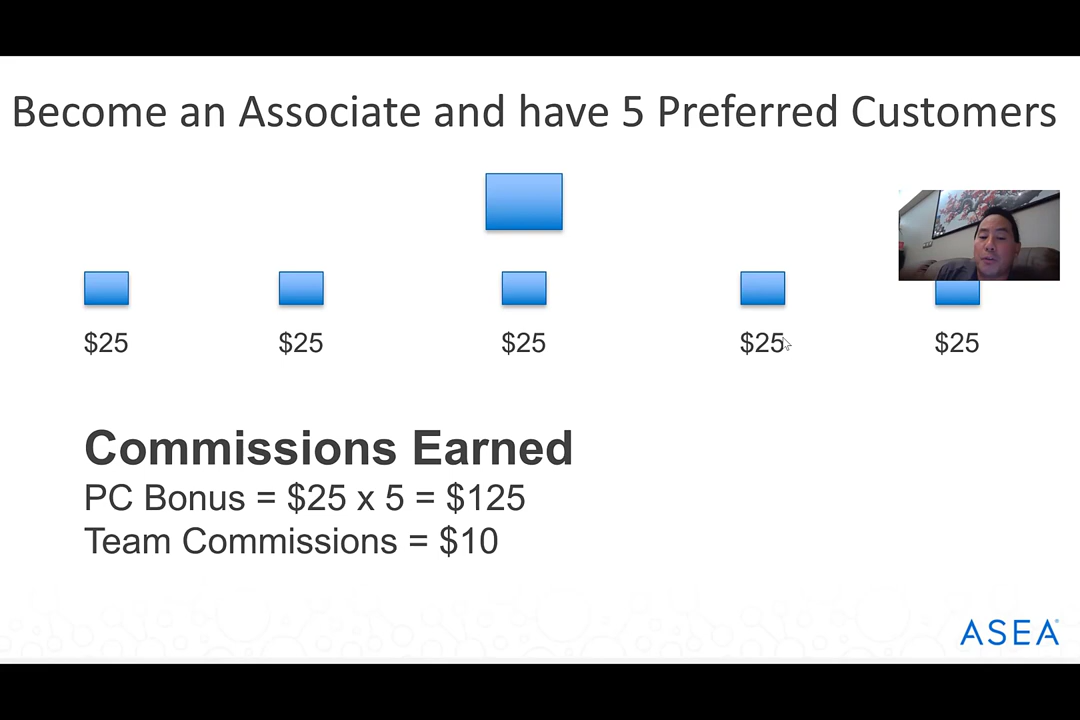 Become an Associate and have 5 Preferred Customers
$25 $25 $25 $25 $25
Commissions Earned
PC Bonus = $25 x 5 = $125
Team Commissions = $10
ASEA